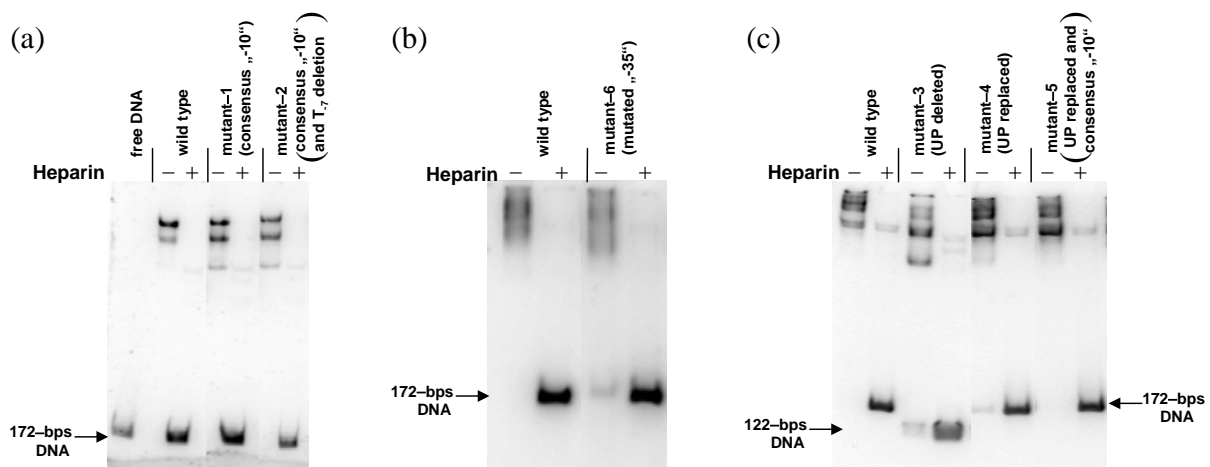 (a)
free DNA
wild type
mutant–1
(consensus „-10“)
mutant–2
(consensus „-10“
and T-7 deletion)
Heparin – + – + – +
172–bps
DNA
(b)
wild type
mutant–6
(mutated „-35“)
Heparin – + – +
172–bps
DNA
(c)
wild type
mutant–3
(UP deleted)
mutant–4
(UP replaced)
mutant–5
(UP replaced and
consensus „-10“)
Heparin – + – + – + – +
122–bps
DNA
172–bps
DNA